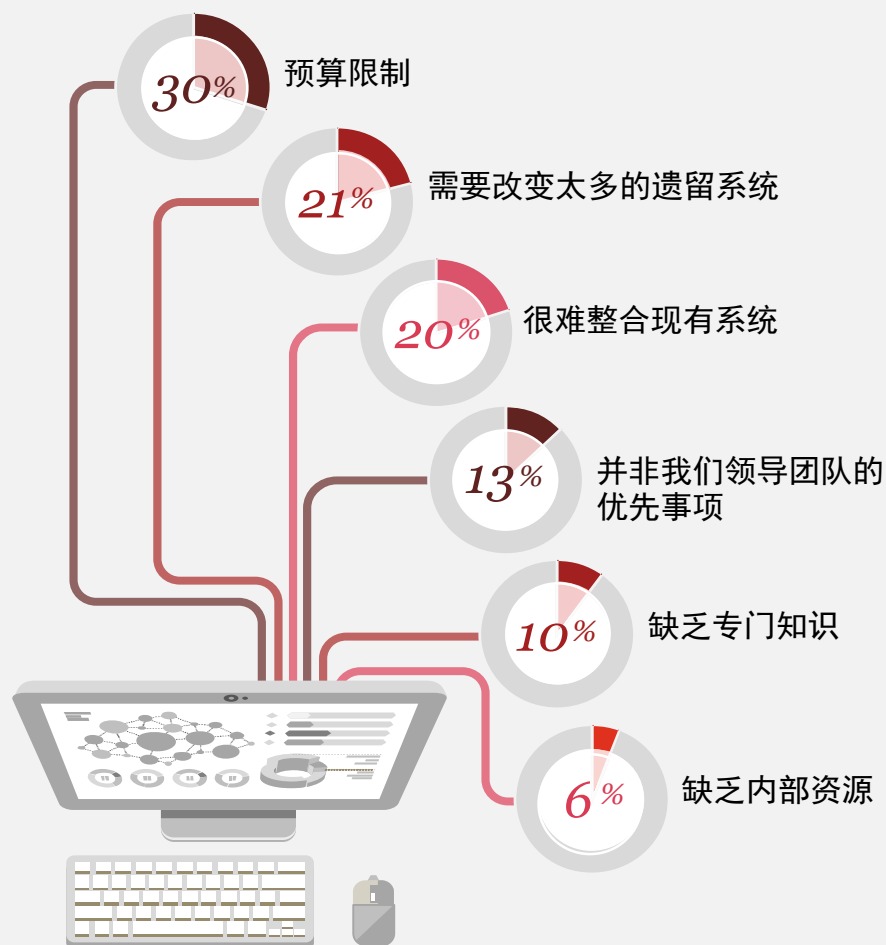 30%
预算限制
21%
需要改变太多的遗留系统
20%
很难整合现有系统
13%
并非我们领导团队的
优先事项
10%
缺乏专门知识
6%
缺乏内部资源